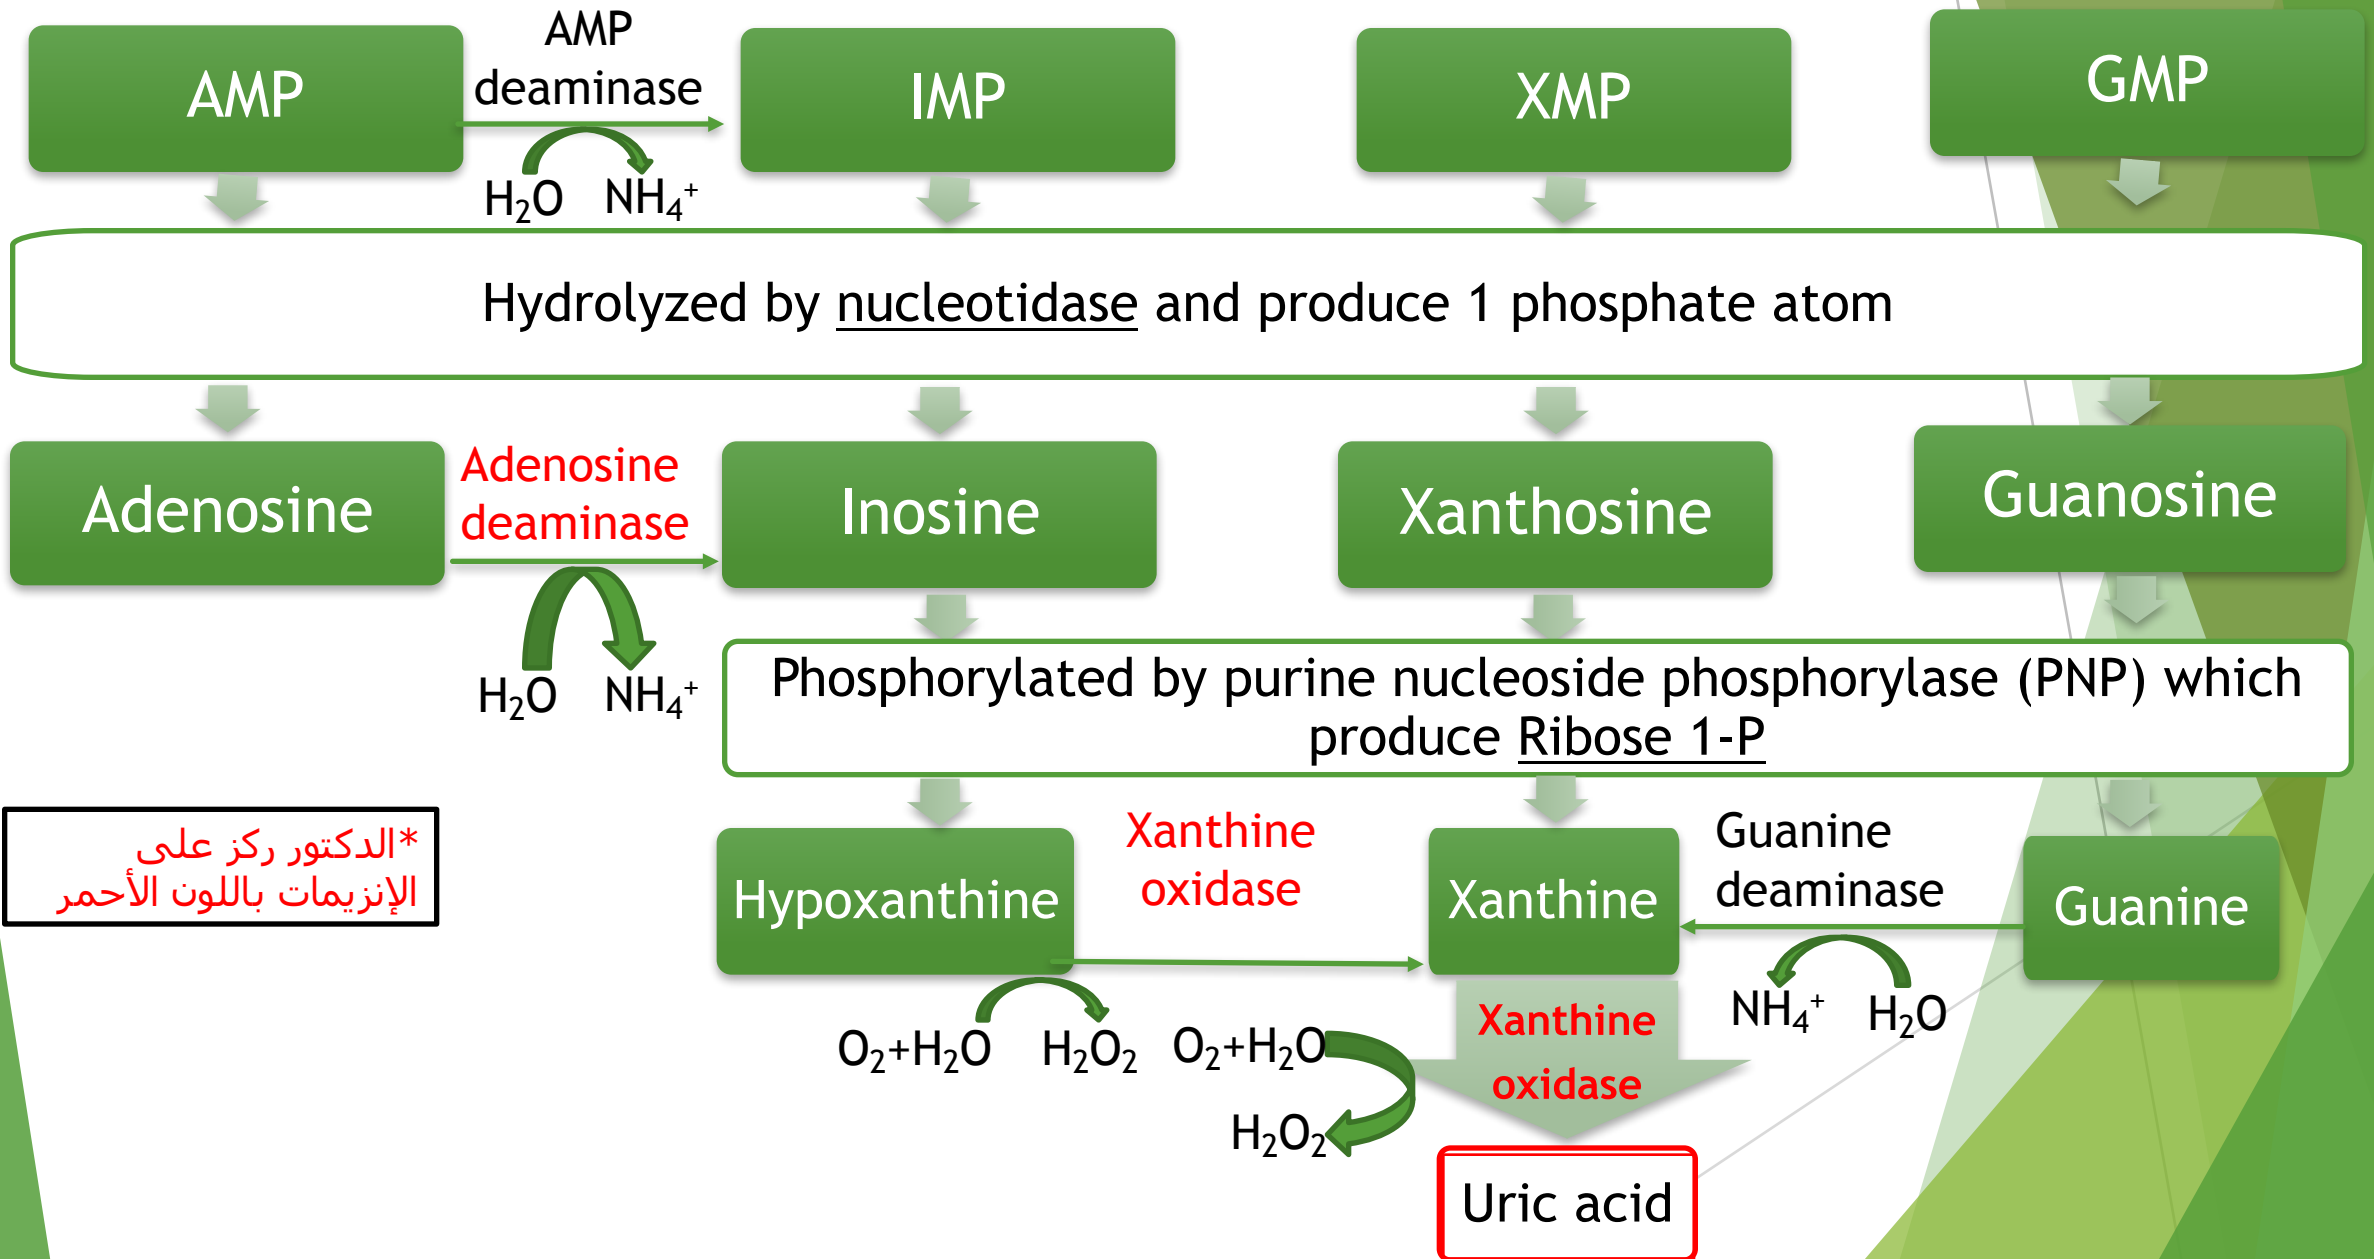 AMP
AMP
deaminase
IMP
XMP
GMP
H₂O NH₄⁺
Hydrolyzed by nucleotidase and produce 1 phosphate atom
Adenosine
Adenosine
deaminase
Inosine
Xanthosine
Guanosine
H₂O NH₄⁺
Phosphorylated by purine nucleoside phosphorylase (PNP) which
produce Ribose 1-P
*الدكتور ركز على
الإنزيمات باللون الأحمر
Hypoxanthine
Xanthine
oxidase
Xanthine
Guanine
deaminase
Guanine
O₂+H₂O H₂O₂
O₂+H₂O
H₂O₂
Xanthine
oxidase
NH₄⁺ H₂O
Uric acid